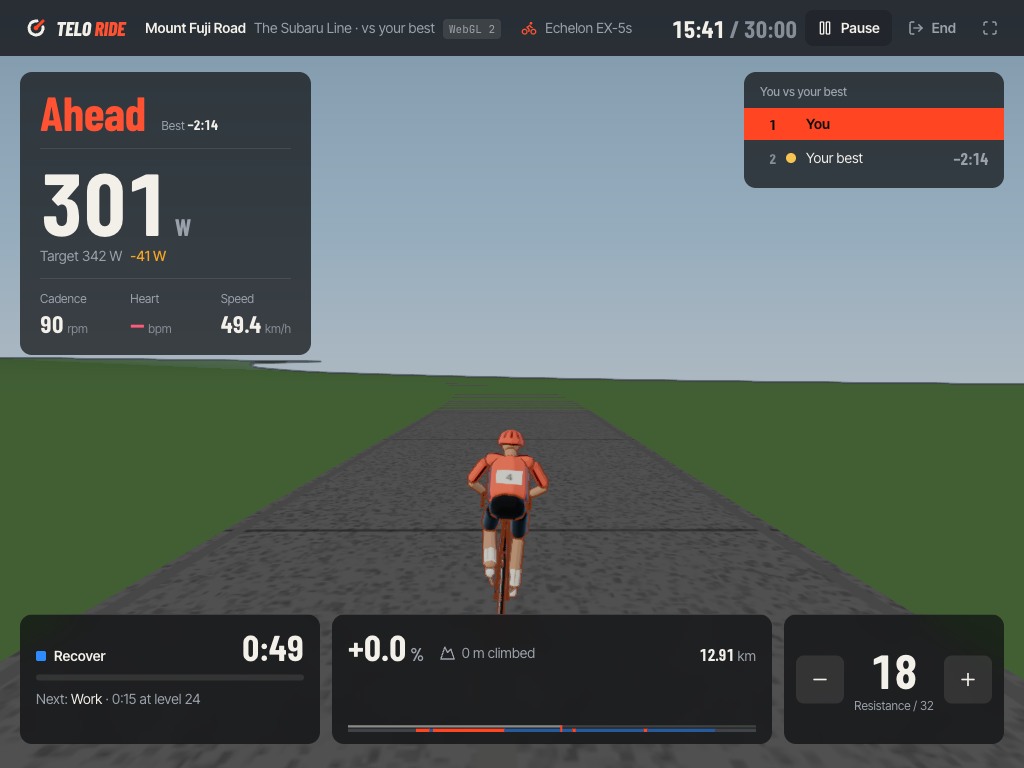 TELO RIDE
Mount Fuji Road The Subaru Line · vs your best WebGL 2
Echelon EX-5s
15:41 / 30:00
Pause
End
Ahead Best −2:14
301 W
Target 342 W -41 W
Cadence Heart Speed
90 rpm — bpm 49.4 km/h
You vs your best
1 You
2 Your best −2:14
4
Recover 0:49
Next: Work · 0:15 at level 24
+0.0 % 0 m climbed 12.91 km
− 18 +
Resistance / 32